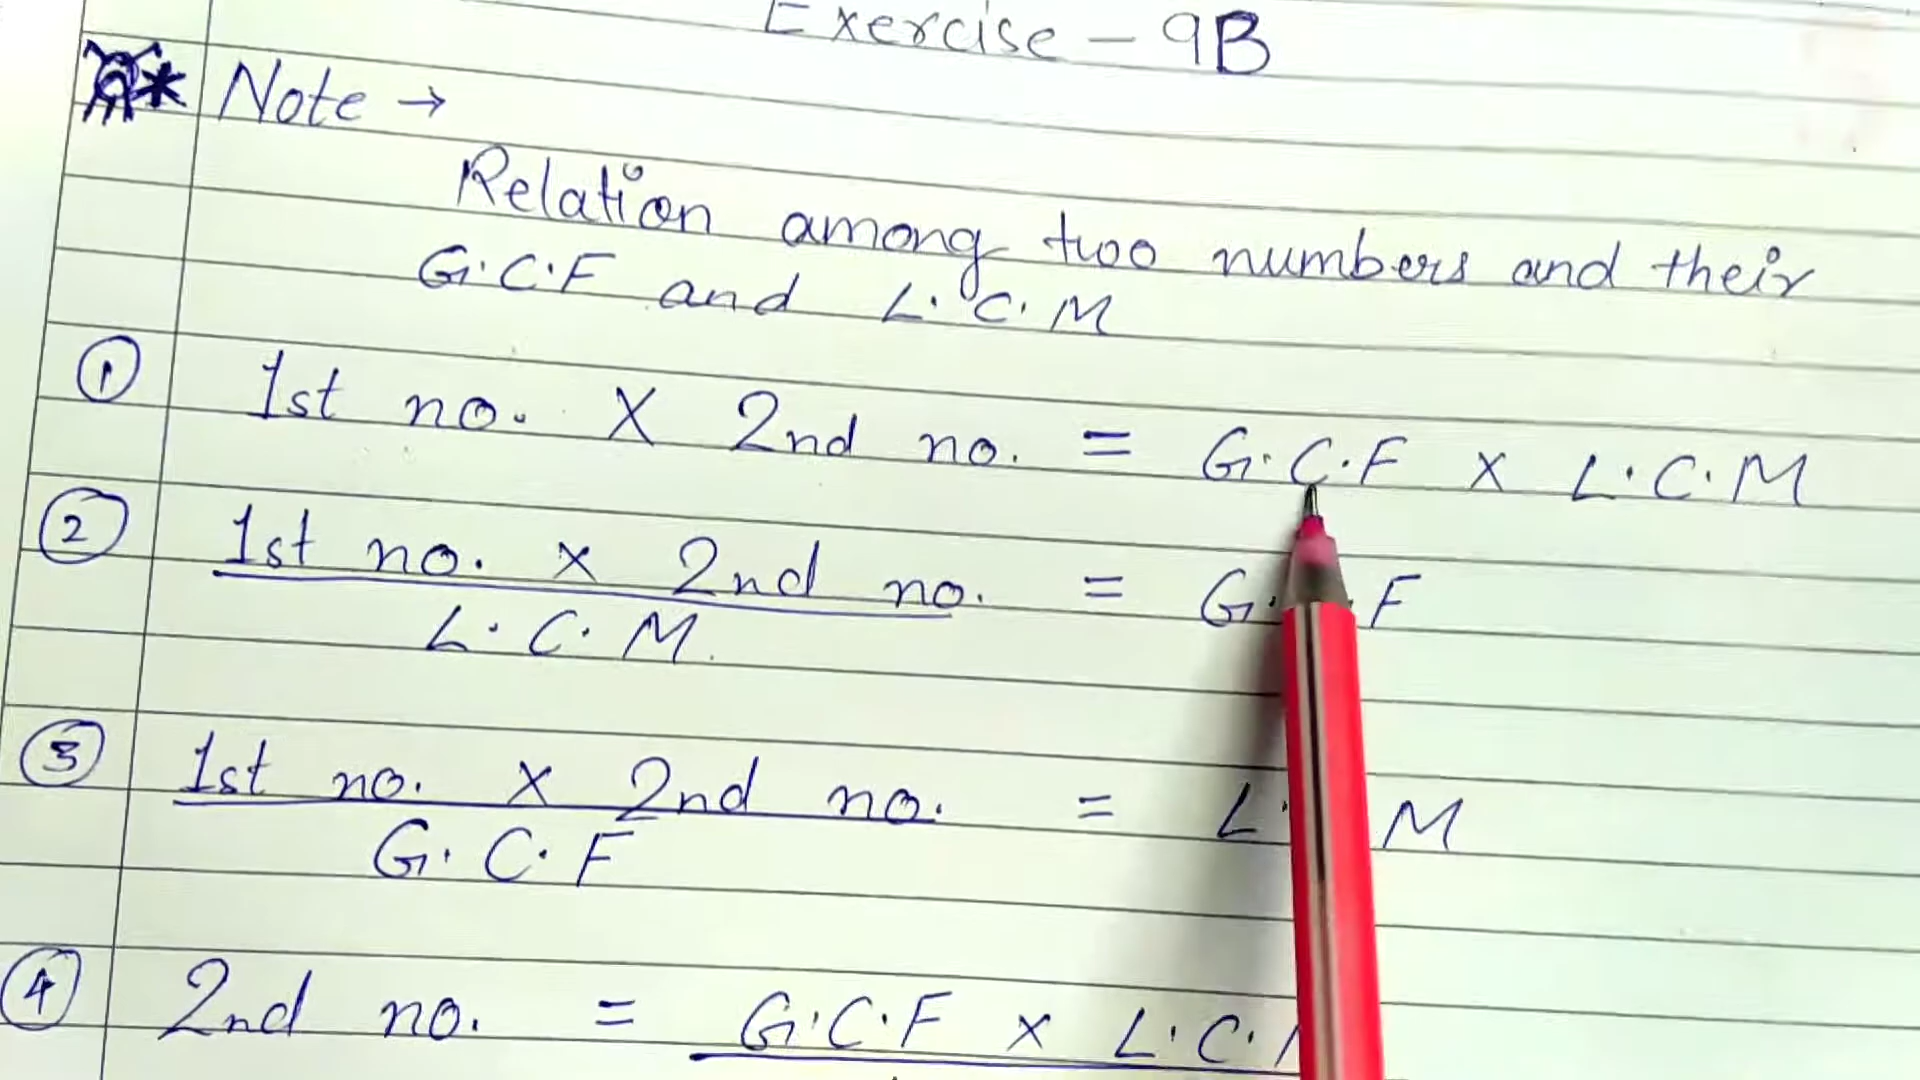 Exercise - 9B
* Note →
Relation among two numbers and their
G.C.F and L.C.M
① 1st no. X 2nd no. = G.C.F x L.C.M
② 1st no. x 2nd no. = G. F
L.C.M.
③ 1st no. X 2nd no. = L. M
G.C.F
④ 2nd no. = G.C.F x L.C.